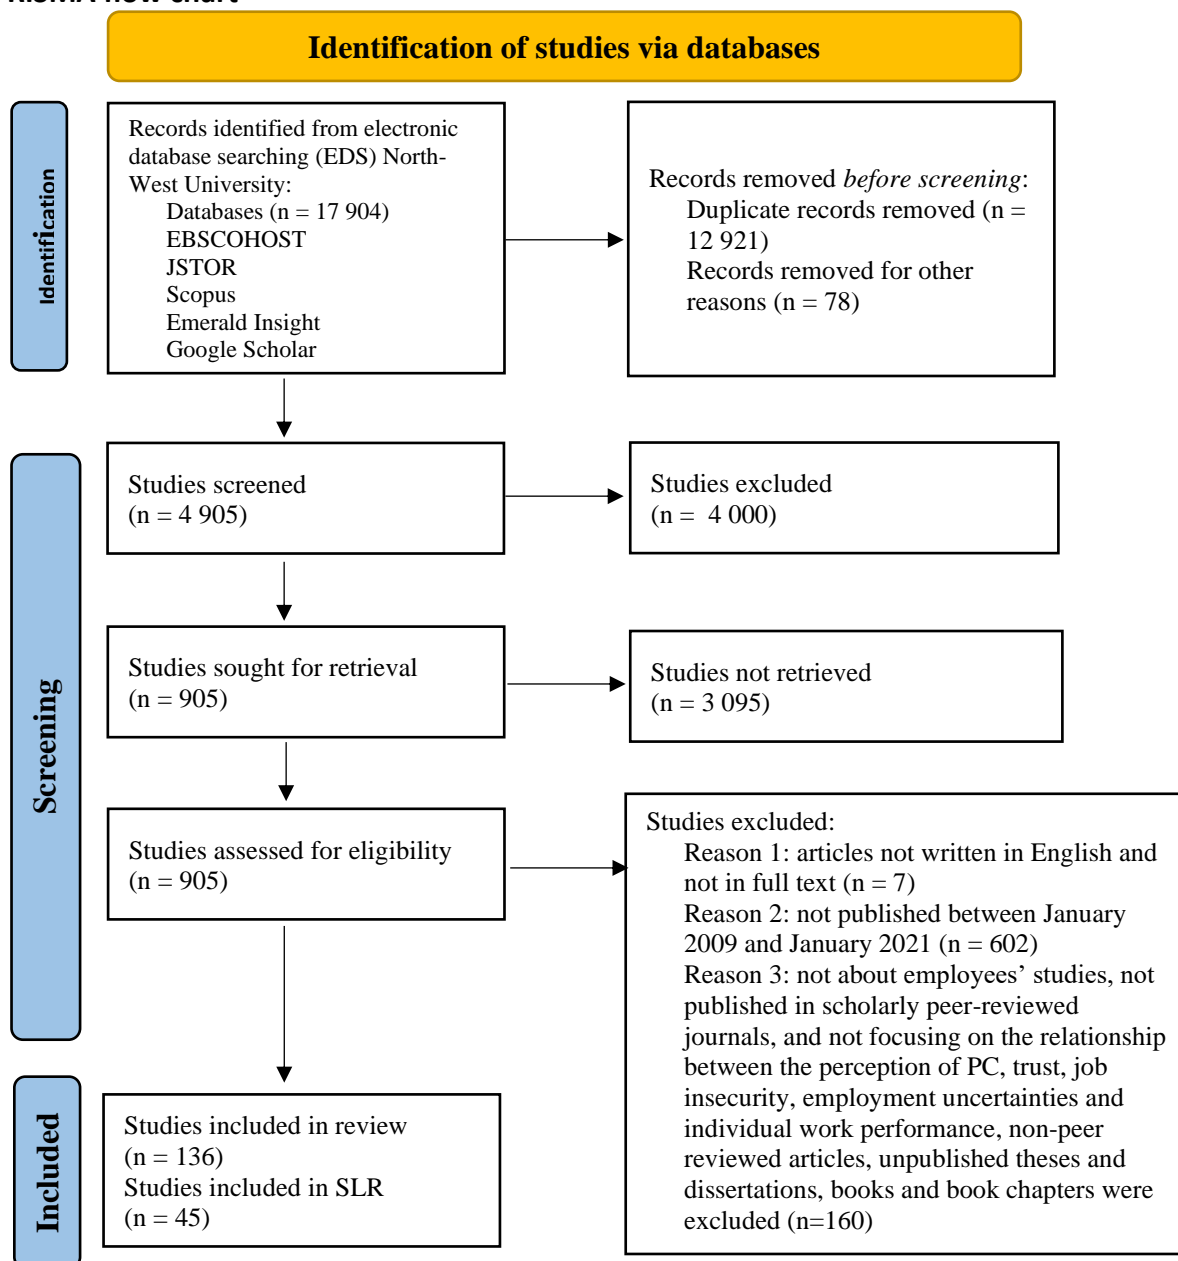 Identification of studies via databases
Identification
Records identified from electronic
database searching (EDS) North-
West University:
Databases (n = 17 904)
EBSCOHOST
JSTOR
Scopus
Emerald Insight
Google Scholar
Records removed before screening:
Duplicate records removed (n =
12 921)
Records removed for other
reasons (n = 78)
Screening
Studies screened
(n = 4 905)
Studies excluded
(n =  4 000)
Studies sought for retrieval
(n = 905)
Studies not retrieved
(n = 3 095)
Studies assessed for eligibility
(n = 905)
Studies excluded:
Reason 1: articles not written in English and
not in full text (n = 7)
Reason 2: not published between January
2009 and January 2021 (n = 602)
Reason 3: not about employees’ studies, not
published in scholarly peer-reviewed
journals, and not focusing on the relationship
between the perception of PC, trust, job
insecurity, employment uncertainties and
individual work performance, non-peer
reviewed articles, unpublished theses and
dissertations, books and book chapters were
excluded (n=160)
Included
Studies included in review
(n = 136)
Studies included in SLR
(n = 45)